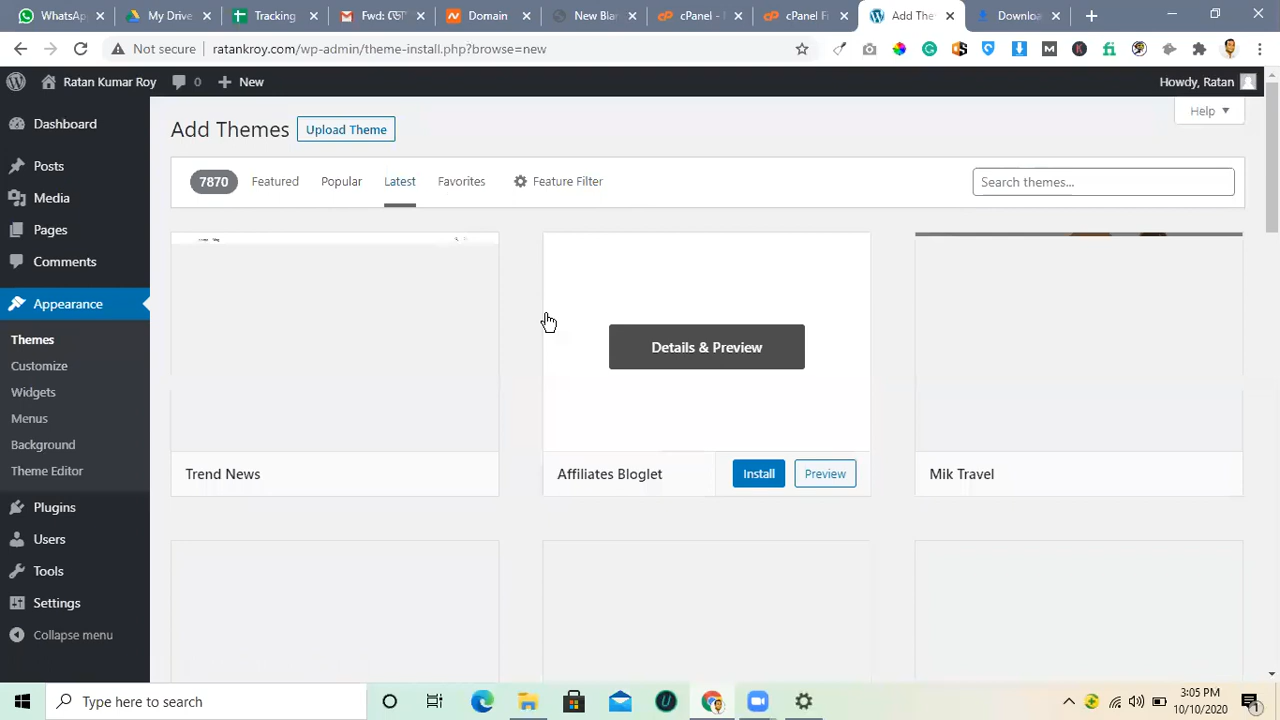 WhatsA
My Drive
Tracking
Fwd: CGT
Domain
New Blan
cPanel - 
cPanel F
Add The
Downloa
Not secure
ratankroy.com/wp-admin/theme-install.php?browse=new
Ratan Kumar Roy
0
New
Howdy, Ratan
Dashboard
Posts
Media
Pages
Comments
Appearance
Themes
Customize
Widgets
Menus
Background
Theme Editor
Plugins
Users
Tools
Settings
Collapse menu
Add Themes
Upload Theme
Help
7870
Featured
Popular
Latest
Favorites
Feature Filter
Search themes...
Details & Preview
Trend News
Affiliates Bloglet
Install
Preview
Mik Travel
Type here to search
3:05 PM
10/10/2020